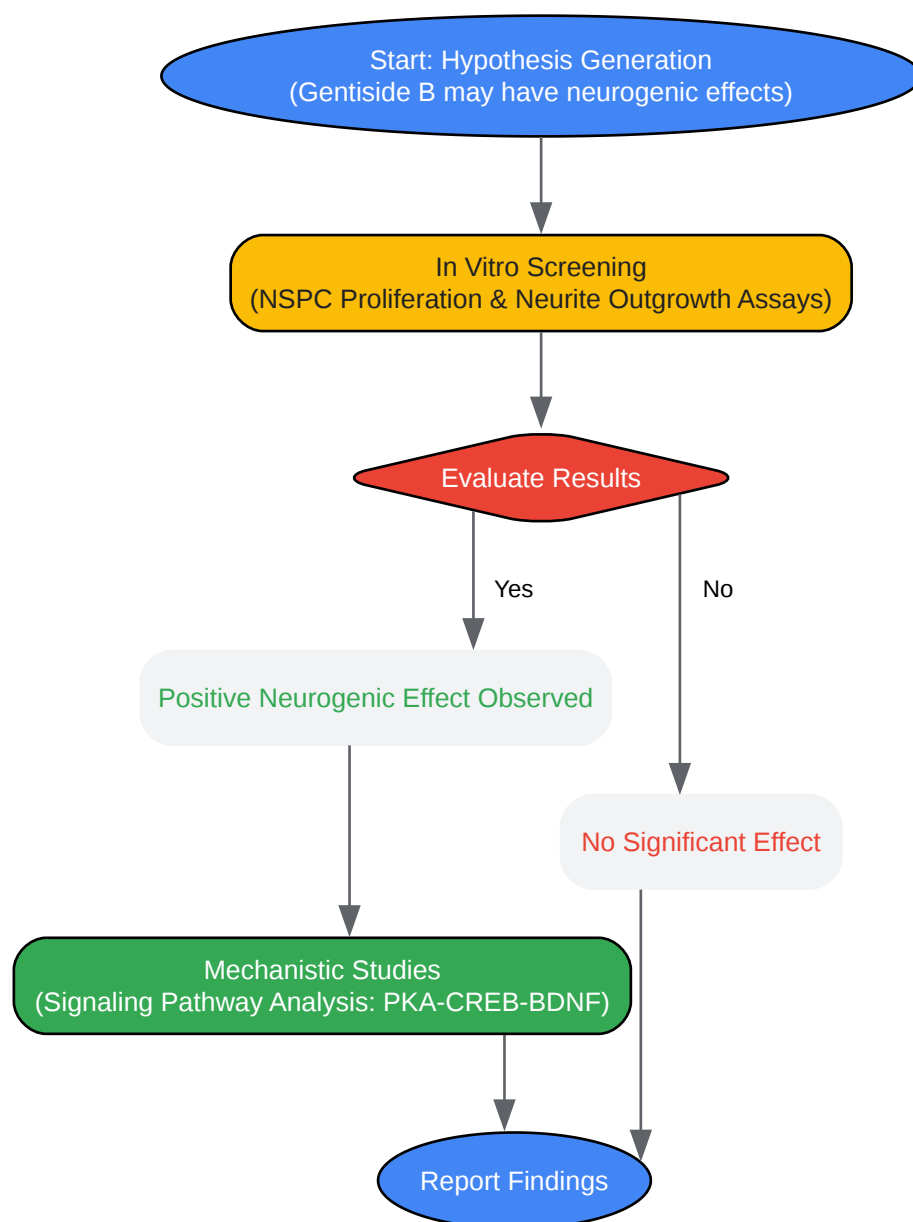 Start: Hypothesis Generation
(Gentiside B may have neurogenic effects)
In Vitro Screening
(NSPC Proliferation & Neurite Outgrowth Assays)
Evaluate Results
Yes
No
Positive Neurogenic Effect Observed
No Significant Effect
Mechanistic Studies
(Signaling Pathway Analysis: PKA-CREB-BDNF)
Report Findings